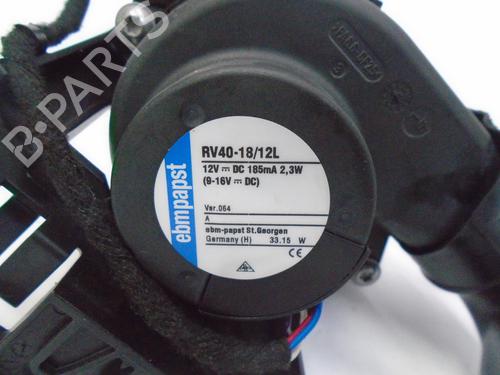 B-PARTS
ebmpapst
RV40-18/12L
12V ⎓ DC 185mA 2,3W
(9-16V ⎓ DC)
Ver.064
A
ebm-papst St.Georgen
Germany (H) 33.15 W
CE